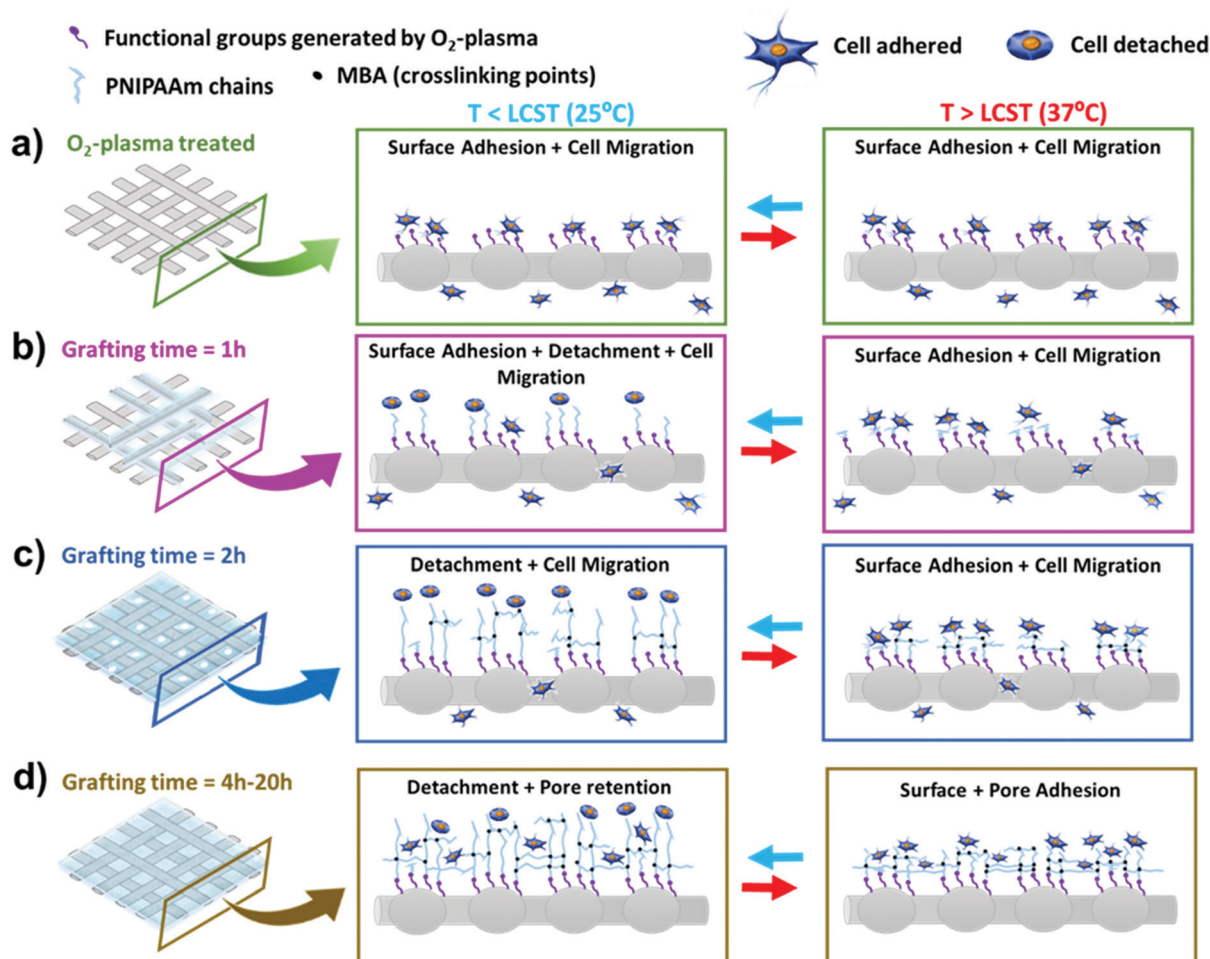 Functional groups generated by O₂-plasma
PNIPAAm chains
MBA (crosslinking points)
Cell adhered
Cell detached
T < LCST (25°C)
T > LCST (37°C)
a)
O₂-plasma treated
Surface Adhesion + Cell Migration
Surface Adhesion + Cell Migration
b)
Grafting time = 1h
Surface Adhesion + Detachment + Cell
Migration
Surface Adhesion + Cell Migration
c)
Grafting time = 2h
Detachment + Cell Migration
Surface Adhesion + Cell Migration
d)
Grafting time = 4h-20h
Detachment + Pore retention
Surface + Pore Adhesion